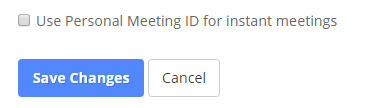 Use Personal Meeting ID for instant meetings
Save Changes Cancel